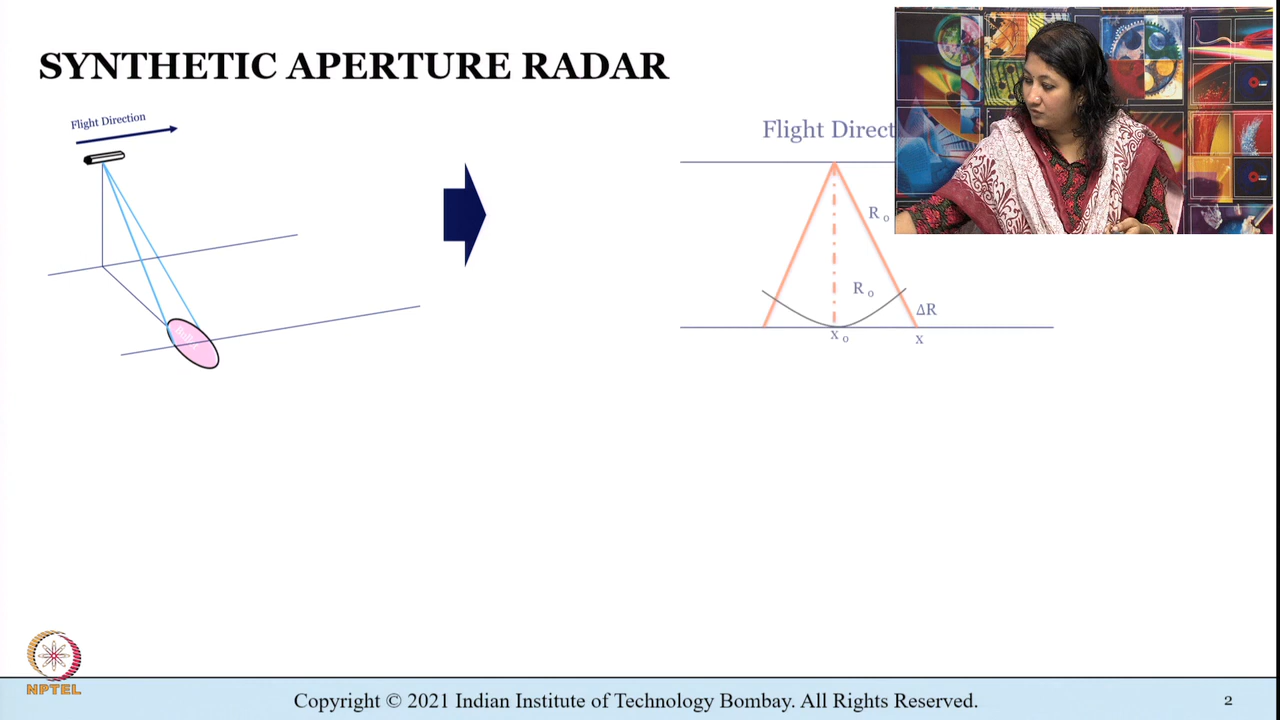 SYNTHETIC APERTURE RADAR
Flight Direction
Flight Direct
R o
R o
ΔR
x o
x
NPTEL
Copyright © 2021 Indian Institute of Technology Bombay. All Rights Reserved.
2